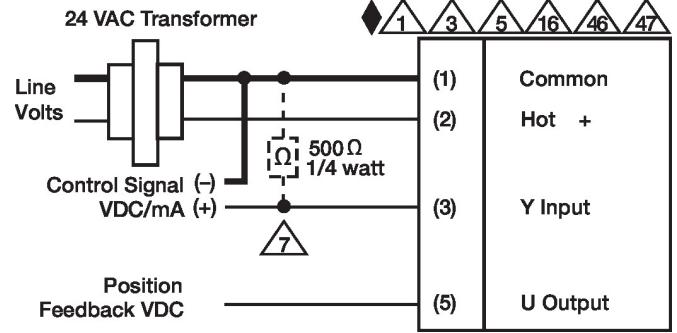 24 VAC Transformer
1 3 5 16 46 47
Line
Volts
(1) Common
(2) Hot +
Ω 500 Ω
1/4 watt
Control Signal (–)
VDC/mA (+)
(3) Y Input
7
Position
Feedback VDC
(5) U Output